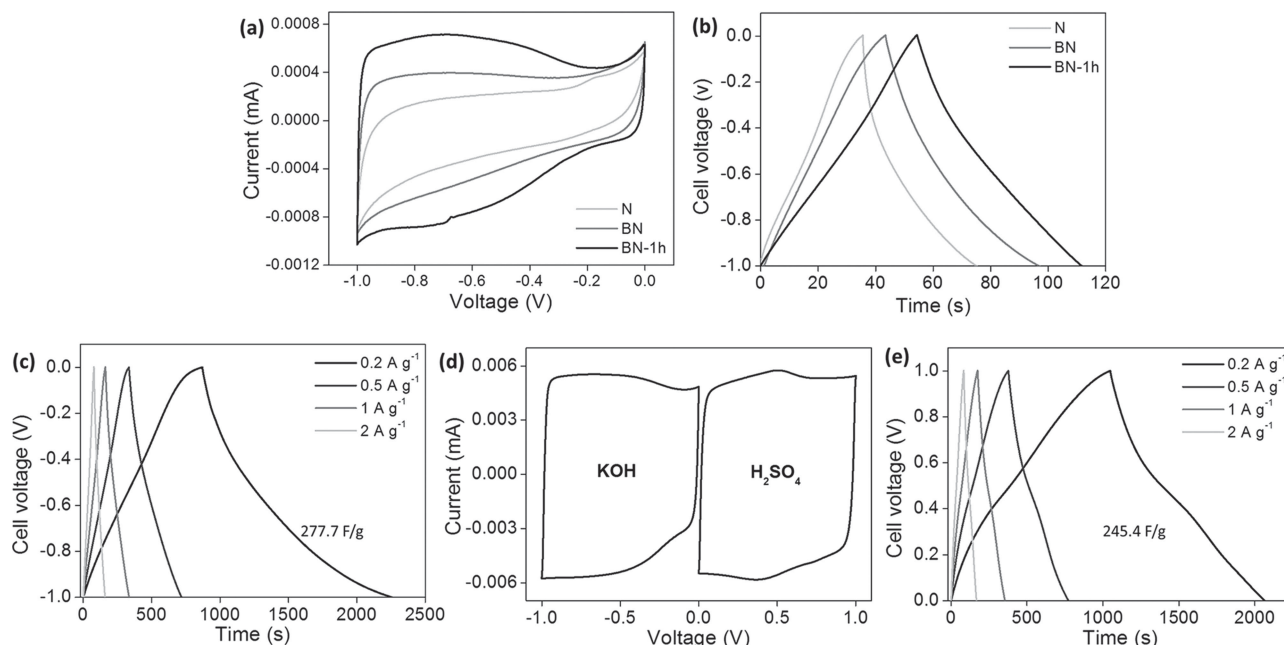 (a)
0.0008
0.0004
0.0000
-0.0004
-0.0008
-0.0012
Current (mA)
N
BN
BN-1h
-1.0 -0.8 -0.6 -0.4 -0.2 0.0
Voltage (V)
(b)
0.0
-0.2
-0.4
-0.6
-0.8
-1.0
Cell voltage (v)
N
BN
BN-1h
0 20 40 60 80 100 120
Time (s)
(c)
0.0
-0.2
-0.4
-0.6
-0.8
-1.0
Cell voltage (V)
0.2 A g⁻¹
0.5 A g⁻¹
1 A g⁻¹
2 A g⁻¹
277.7 F/g
0 500 1000 1500 2000 2500
Time (s)
(d)
0.006
0.003
0.000
-0.003
-0.006
Current (mA)
KOH
H₂SO₄
-1.0 -0.5 0.0 0.5 1.0
Voltage (V)
(e)
1.0
0.8
0.6
0.4
0.2
0.0
Cell voltage (V)
0.2 A g⁻¹
0.5 A g⁻¹
1 A g⁻¹
2 A g⁻¹
245.4 F/g
0 500 1000 1500 2000
Time (s)